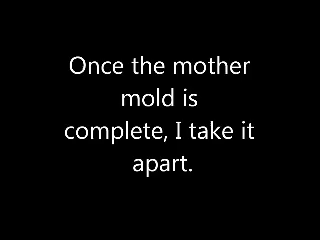 Once the mother
mold is
complete, I take it
apart.